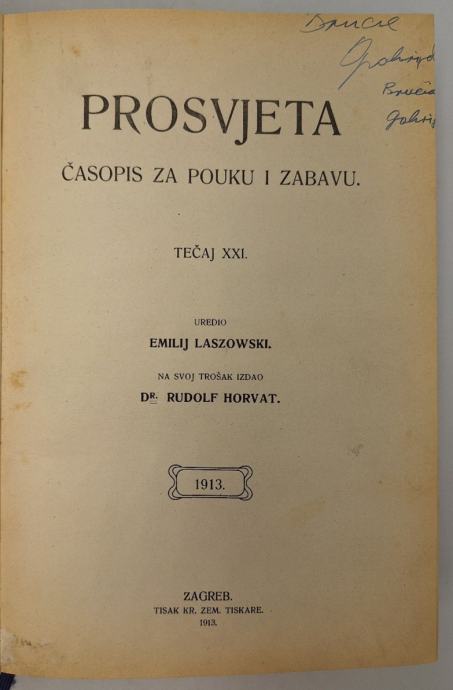 PROSVJETA
ČASOPIS ZA POUKU I ZABAVU.
TEČAJ XXI.
UREDIO
EMILIJ LASZOWSKI.
NA SVOJ TROŠAK IZDAO
DR. RUDOLF HORVAT.
1913.
ZAGREB.
TISAK KR. ZEM. TISKARE.
1913.